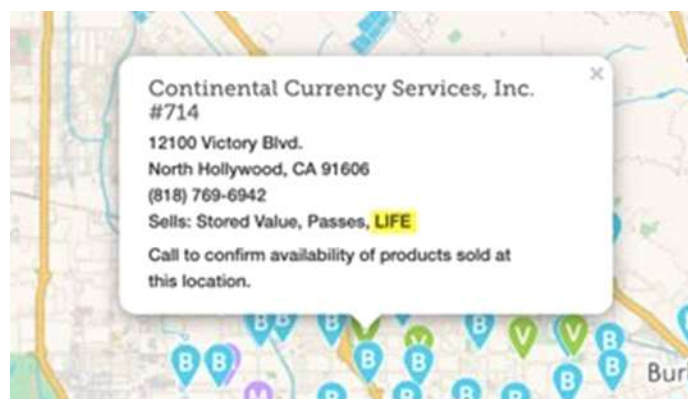 Continental Currency Services, Inc.
#714
12100 Victory Blvd.
North Hollywood, CA 91606
(818) 769-6942
Sells: Stored Value, Passes, LIFE
Call to confirm availability of products sold at
this location.
×
B
B
B
V
V
B
V
V
B
B
B
B
B
B
M
B
B
B
B
Burl